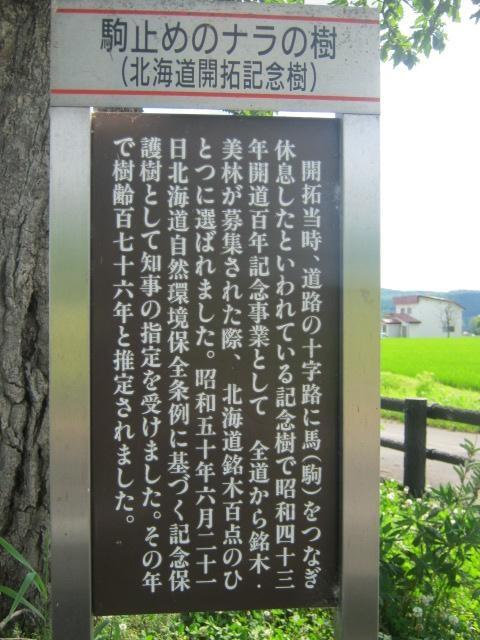 駒止めのナラの樹
(北海道開拓記念樹)
開拓当時、道路の十字路に馬(駒)をつなぎ
休息したといわれている記念樹で昭和四十三
年開道百年記念事業として 全道から銘木・
美林が募集された際、 北海道銘木百点のひ
とつに選ばれました。昭和五十年六月二十一
日北海道自然環境保全条例に基づく記念保
護樹として知事の指定を受けました。その年
で樹齢百七十六年と推定されました。